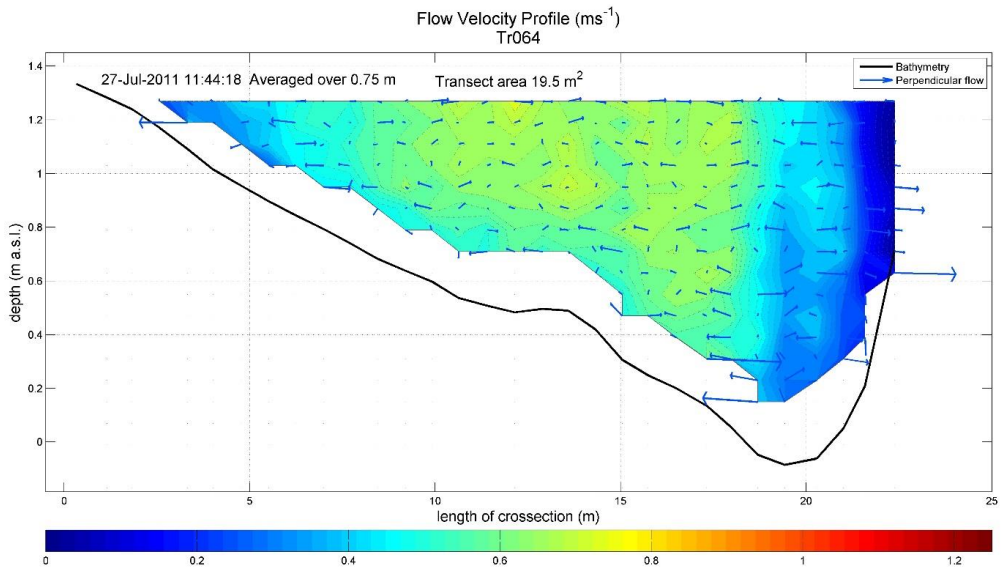 Flow Velocity Profile (ms⁻¹)
Tr064
27-Jul-2011 11:44:18 Averaged over 0.75 m
Transect area 19.5 m²
Bathymetry
Perpendicular flow
1.4
1.2
1
0.8
0.6
0.4
0.2
0
depth (m a.s.l.)
0 5 10 15 20 25
length of crossection (m)
0 0.2 0.4 0.6 0.8 1 1.2